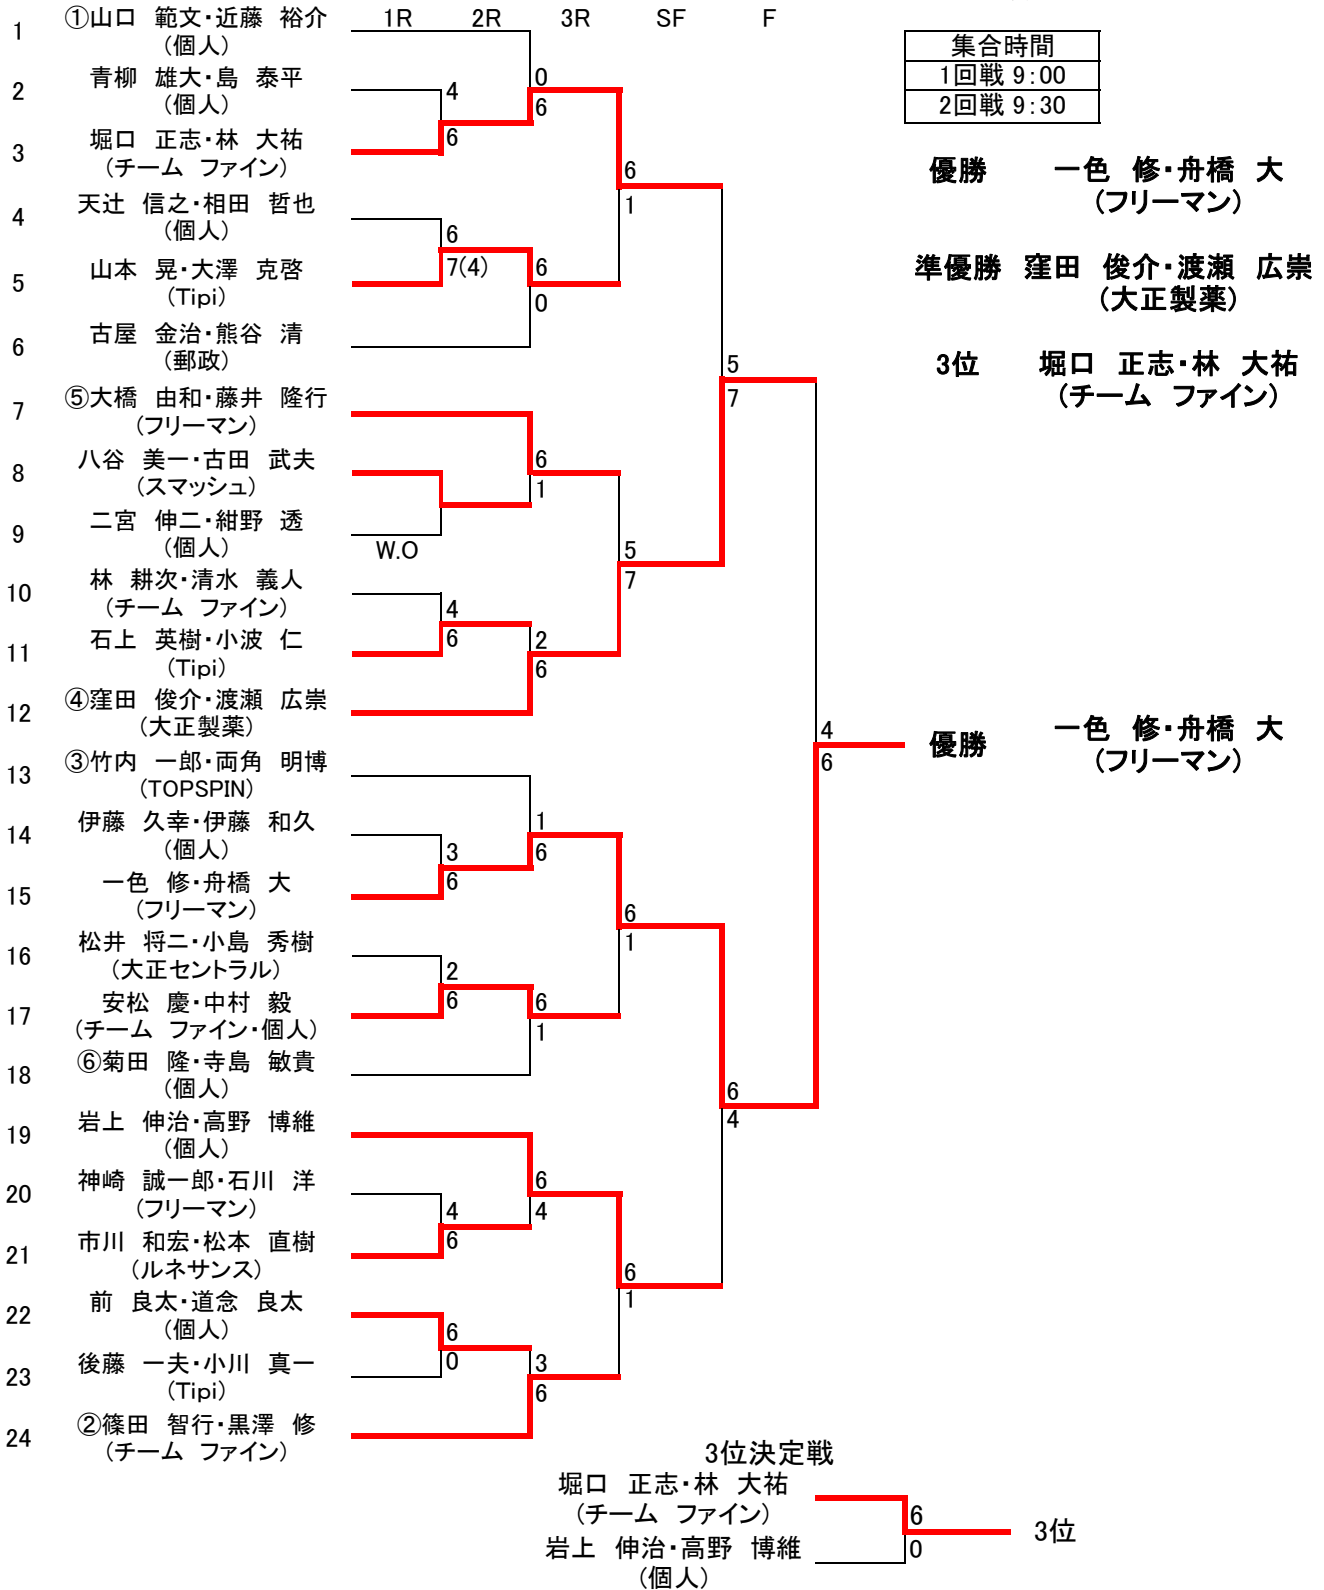 1R 2R 3R SF F
集合時間
1回戦 9:00
2回戦 9:30
1 ①山口 範文・近藤 裕介
(個人)
2 青柳 雄大・島 泰平
(個人)
3 堀口 正志・林 大祐
(チーム ファイン)
4 天辻 信之・相田 哲也
(個人)
5 山本 晃・大澤 克啓
(Tipi)
6 古屋 金治・熊谷 清
(郵政)
7 ⑤大橋 由和・藤井 隆行
(フリーマン)
8 八谷 美一・古田 武夫
(スマッシュ)
9 二宮 伸二・紺野 透
(個人)
W.O
10 林 耕次・清水 義人
(チーム ファイン)
11 石上 英樹・小波 仁
(Tipi)
12 ④窪田 俊介・渡瀬 広崇
(大正製薬)
13 ③竹内 一郎・両角 明博
(TOPSPIN)
14 伊藤 久幸・伊藤 和久
(個人)
15 一色 修・舟橋 大
(フリーマン)
16 松井 将二・小島 秀樹
(大正セントラル)
17 安松 慶・中村 毅
(チーム ファイン・個人)
18 ⑥菊田 隆・寺島 敏貴
(個人)
19 岩上 伸治・高野 博維
(個人)
20 神崎 誠一郎・石川 洋
(フリーマン)
21 市川 和宏・松本 直樹
(ルネサンス)
22 前 良太・道念 良太
(個人)
23 後藤 一夫・小川 真一
(Tipi)
24 ②篠田 智行・黒澤 修
(チーム ファイン)
4
6
6
7(4)
4
6
3
6
2
6
4
6
6
0
0
6
6
0
6
1
2
6
1
6
6
1
6
4
3
6
6
1
5
7
6
1
6
1
5
7
6
4
4
6
優勝 一色 修・舟橋 大
(フリーマン)
準優勝 窪田 俊介・渡瀬 広崇
(大正製薬)
3位 堀口 正志・林 大祐
(チーム ファイン)
優勝 一色 修・舟橋 大
(フリーマン)
3位決定戦
堀口 正志・林 大祐
(チーム ファイン)
岩上 伸治・高野 博維
(個人)
6
0
3位